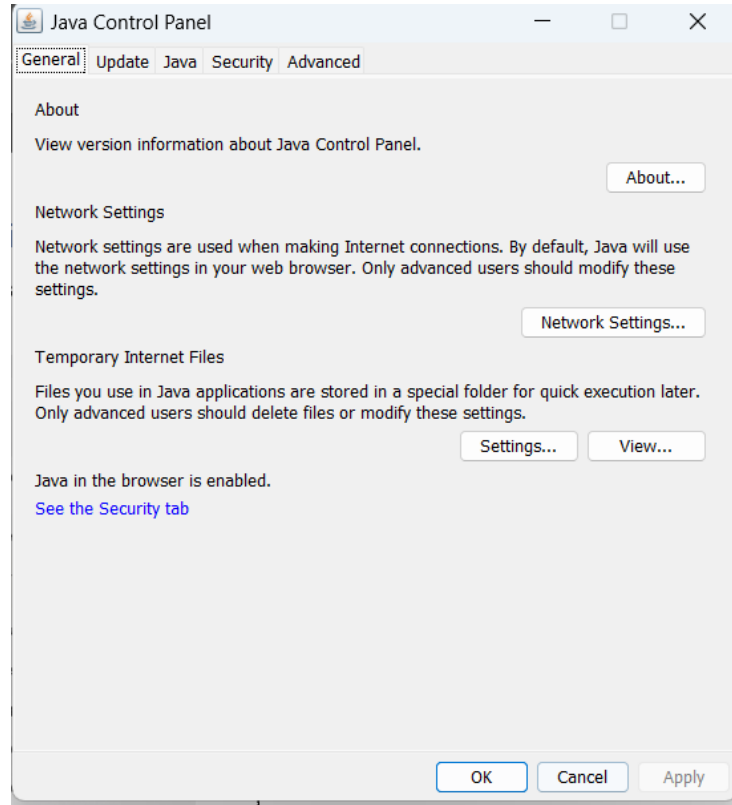 Java Control Panel
General Update Java Security Advanced
About
View version information about Java Control Panel.
About...
Network Settings
Network settings are used when making Internet connections. By default, Java will use
the network settings in your web browser. Only advanced users should modify these
settings.
Network Settings...
Temporary Internet Files
Files you use in Java applications are stored in a special folder for quick execution later.
Only advanced users should delete files or modify these settings.
Settings... View...
Java in the browser is enabled.
See the Security tab
OK Cancel Apply